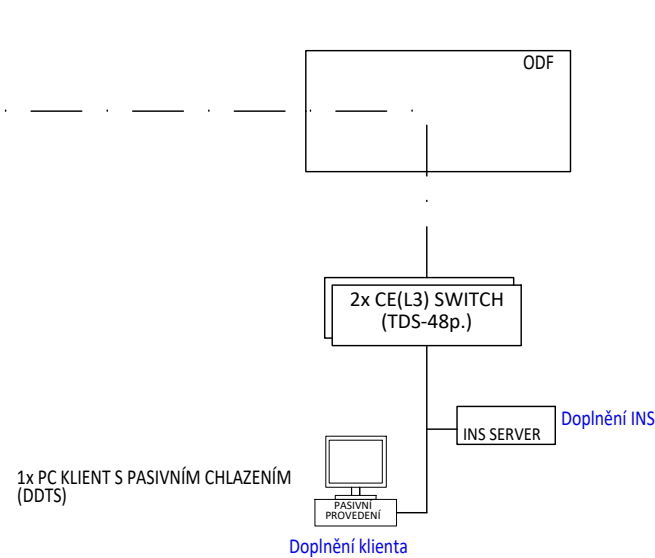 ODF
2x CE(L3) SWITCH
(TDS-48p.)
Doplnění INS
INS SERVER
1x PC KLIENT S PASIVNÍM CHLAZENÍM
(DDTS)
PASIVNÍ
PROVEDENÍ
Doplnění klienta